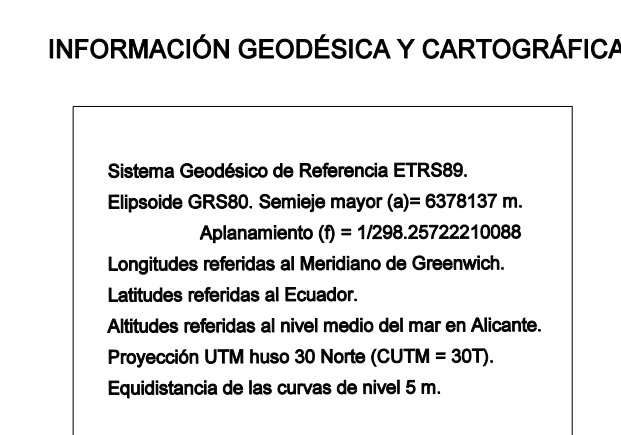 INFORMACIÓN GEODÉSICA Y CARTOGRÁFICA
Sistema Geodésico de Referencia ETRS89.
Elipsoide GRS80. Semieje mayor (a)= 6378137 m.
Aplanamiento (f) = 1/298.25722210088
Longitudes referidas al Meridiano de Greenwich.
Latitudes referidas al Ecuador.
Altitudes referidas al nivel medio del mar en Alicante.
Proyección UTM huso 30 Norte (CUTM = 30T).
Equidistancia de las curvas de nivel 5 m.